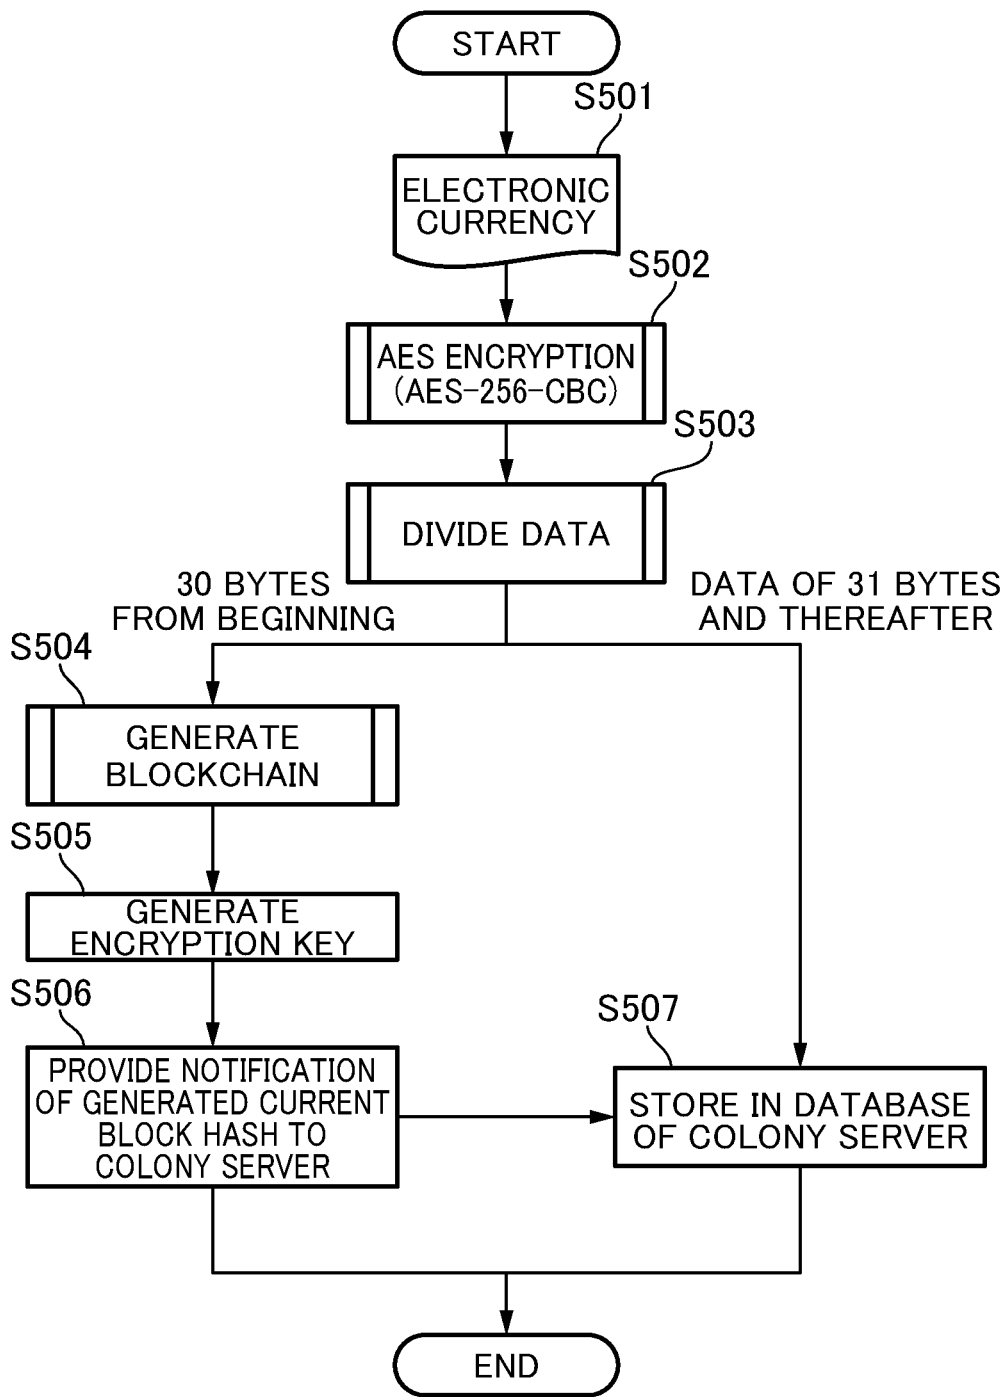 START
S501
ELECTRONIC
CURRENCY
S502
AES ENCRYPTION
(AES-256-CBC)
S503
DIVIDE DATA
30 BYTES
FROM BEGINNING
DATA OF 31 BYTES
AND THEREAFTER
S504
GENERATE
BLOCKCHAIN
S505
GENERATE
ENCRYPTION KEY
S506
PROVIDE NOTIFICATION
OF GENERATED CURRENT
BLOCK HASH TO
COLONY SERVER
S507
STORE IN DATABASE
OF COLONY SERVER
END